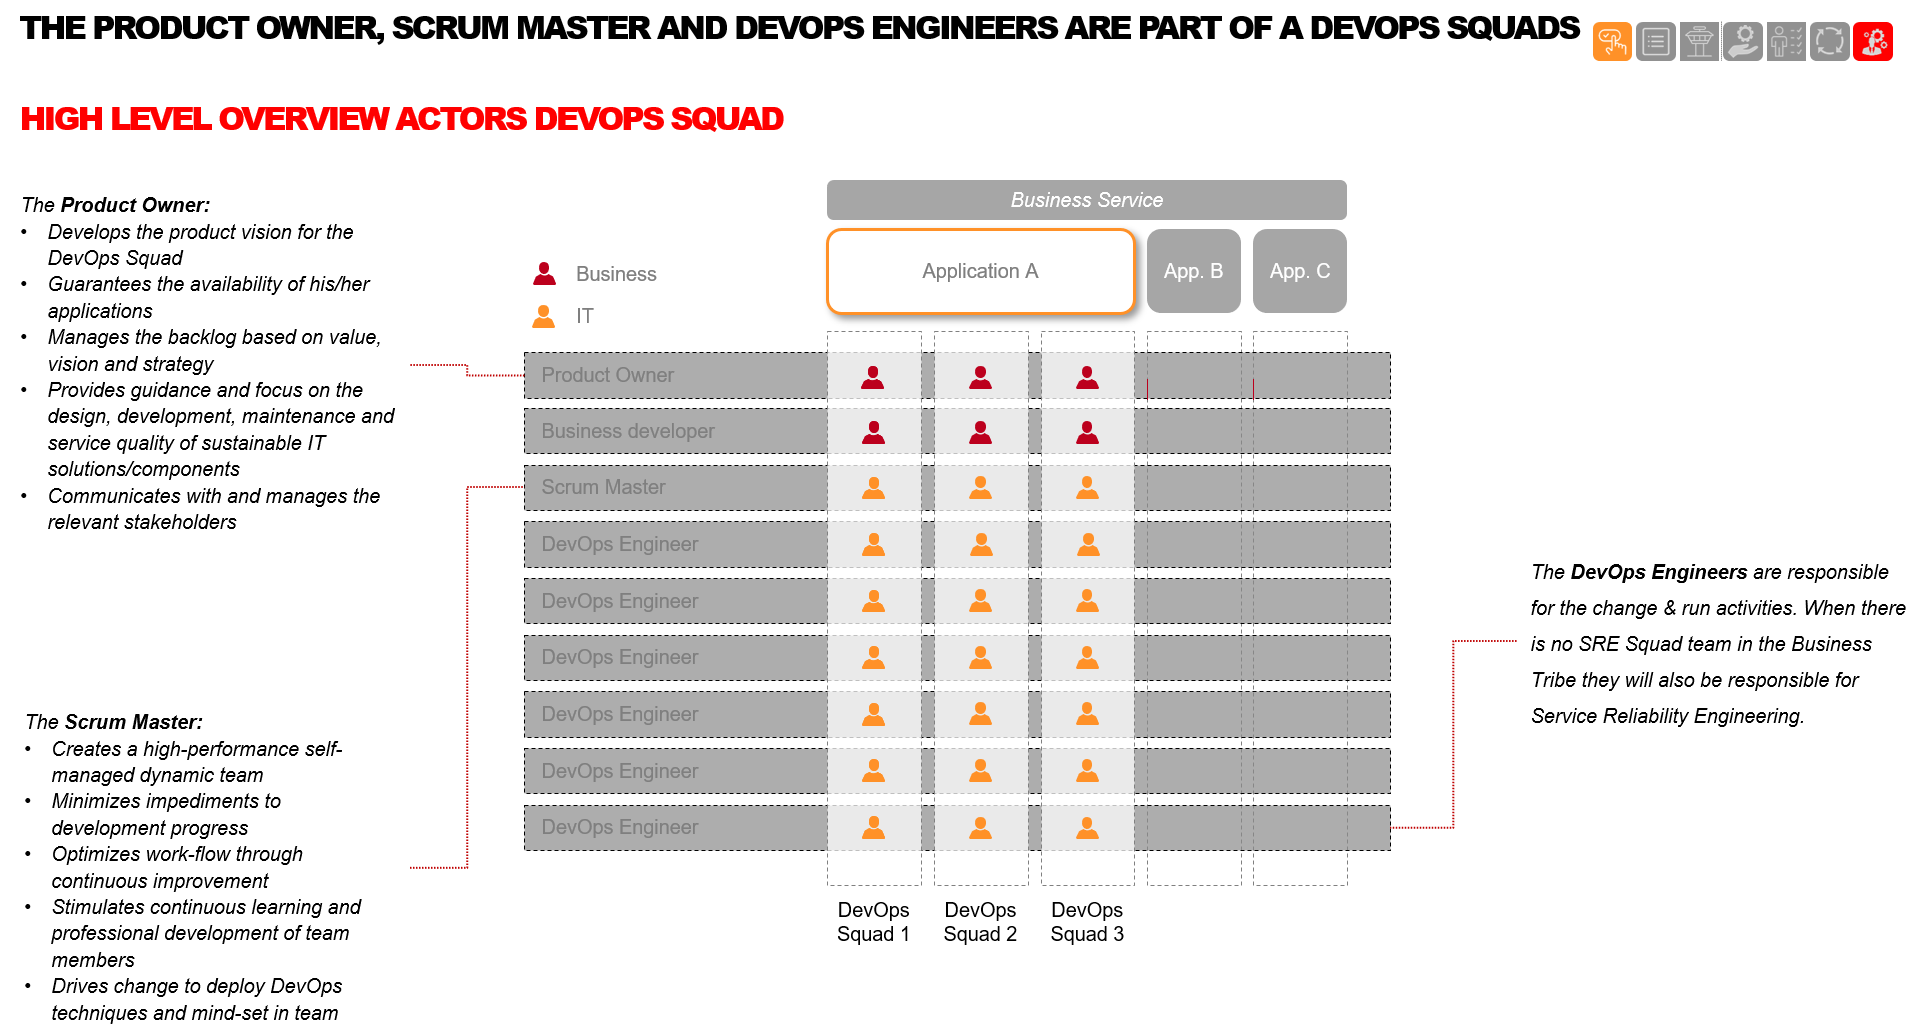 THE PRODUCT OWNER, SCRUM MASTER AND DEVOPS ENGINEERS ARE PART OF A DEVOPS SQUADS
HIGH LEVEL OVERVIEW ACTORS DEVOPS SQUAD
The Product Owner:
• Develops the product vision for the
DevOps Squad
• Guarantees the availability of his/her
applications
• Manages the backlog based on value,
vision and strategy
• Provides guidance and focus on the
design, development, maintenance and
service quality of sustainable IT
solutions/components
• Communicates with and manages the
relevant stakeholders
The Scrum Master:
• Creates a high-performance self-
managed dynamic team
• Minimizes impediments to
development progress
• Optimizes work-flow through
continuous improvement
• Stimulates continuous learning and
professional development of team
members
• Drives change to deploy DevOps
techniques and mind-set in team
Business
IT
Business Service
Application A
App. B
App. C
Product Owner
Business developer
Scrum Master
DevOps Engineer
DevOps Engineer
DevOps Engineer
DevOps Engineer
DevOps Engineer
DevOps Engineer
DevOps
Squad 1
DevOps
Squad 2
DevOps
Squad 3
The DevOps Engineers are responsible
for the change & run activities. When there
is no SRE Squad team in the Business
Tribe they will also be responsible for
Service Reliability Engineering.